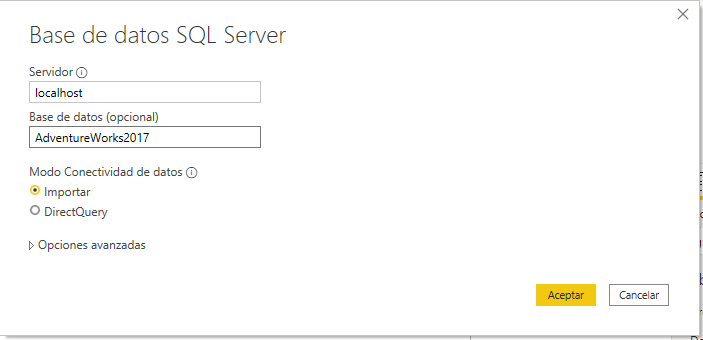 Base de datos SQL Server
Servidor
localhost
Base de datos (opcional)
AdventureWorks2017
Modo Conectividad de datos
Importar
DirectQuery
Opciones avanzadas
Aceptar Cancelar